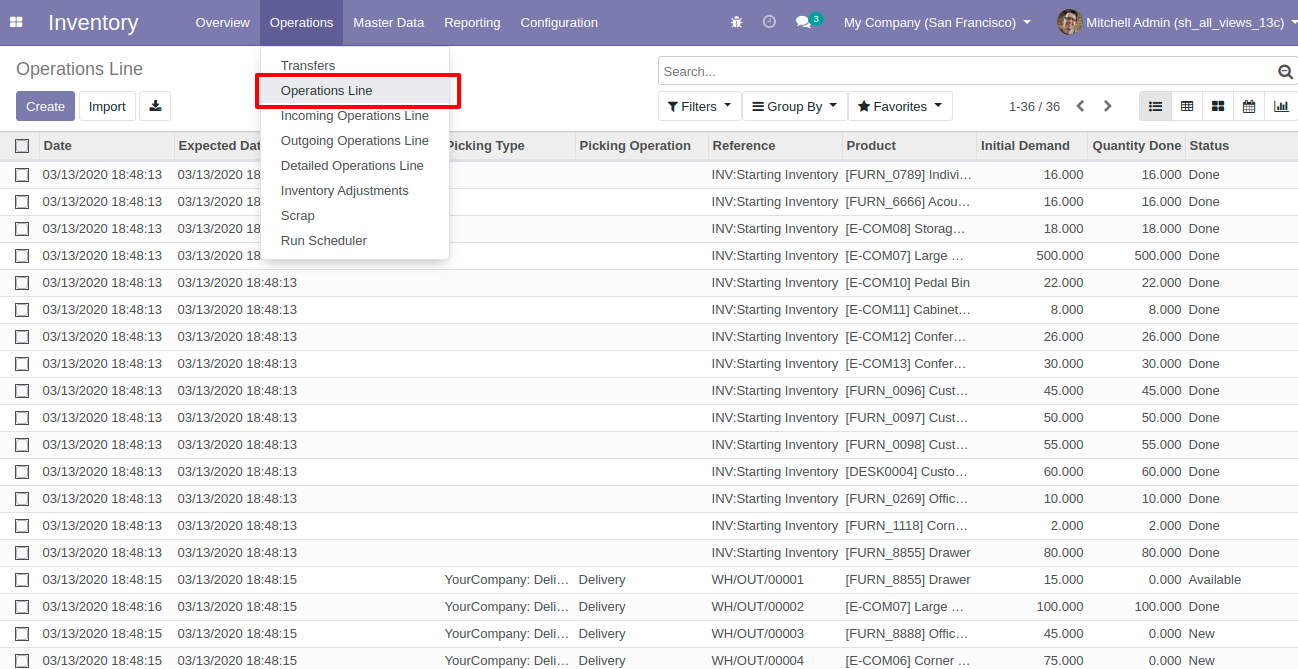 Inventory Overview Operations Master Data Reporting Configuration 3 My Company (San Francisco) Mitchell Admin (sh_all_views_13c)
Operations Line Search...
Create Import Filters Group By Favorites 1-36 / 36
Transfers
Operations Line
Incoming Operations Line
Outgoing Operations Line
Detailed Operations Line
Inventory Adjustments
Scrap
Run Scheduler
Date Expected Dat Picking Type Picking Operation Reference Product Initial Demand Quantity Done Status
03/13/2020 18:48:13 03/13/2020 18:48:13 INV:Starting Inventory [FURN_0789] Indivi... 16.000 16.000 Done
03/13/2020 18:48:13 03/13/2020 18:48:13 INV:Starting Inventory [FURN_6666] Acou... 16.000 16.000 Done
03/13/2020 18:48:13 03/13/2020 18:48:13 INV:Starting Inventory [E-COM08] Storag... 18.000 18.000 Done
03/13/2020 18:48:13 03/13/2020 18:48:13 INV:Starting Inventory [E-COM07] Large ... 500.000 500.000 Done
03/13/2020 18:48:13 03/13/2020 18:48:13 INV:Starting Inventory [E-COM10] Pedal Bin 22.000 22.000 Done
03/13/2020 18:48:13 03/13/2020 18:48:13 INV:Starting Inventory [E-COM11] Cabinet... 8.000 8.000 Done
03/13/2020 18:48:13 03/13/2020 18:48:13 INV:Starting Inventory [E-COM12] Confer... 26.000 26.000 Done
03/13/2020 18:48:13 03/13/2020 18:48:13 INV:Starting Inventory [E-COM13] Confer... 30.000 30.000 Done
03/13/2020 18:48:13 03/13/2020 18:48:13 INV:Starting Inventory [FURN_0096] Cust... 45.000 45.000 Done
03/13/2020 18:48:13 03/13/2020 18:48:13 INV:Starting Inventory [FURN_0097] Cust... 50.000 50.000 Done
03/13/2020 18:48:13 03/13/2020 18:48:13 INV:Starting Inventory [FURN_0098] Cust... 55.000 55.000 Done
03/13/2020 18:48:13 03/13/2020 18:48:13 INV:Starting Inventory [DESK0004] Custo... 60.000 60.000 Done
03/13/2020 18:48:13 03/13/2020 18:48:13 INV:Starting Inventory [FURN_0269] Offic... 10.000 10.000 Done
03/13/2020 18:48:13 03/13/2020 18:48:13 INV:Starting Inventory [FURN_1118] Corn... 2.000 2.000 Done
03/13/2020 18:48:13 03/13/2020 18:48:13 INV:Starting Inventory [FURN_8855] Drawer 80.000 80.000 Done
03/13/2020 18:48:15 03/13/2020 18:48:15 YourCompany: Deli... Delivery WH/OUT/00001 [FURN_8855] Drawer 15.000 0.000 Available
03/13/2020 18:48:16 03/13/2020 18:48:15 YourCompany: Deli... Delivery WH/OUT/00002 [E-COM07] Large ... 100.000 100.000 Done
03/13/2020 18:48:15 03/13/2020 18:48:15 YourCompany: Deli... Delivery WH/OUT/00003 [FURN_8888] Offic... 45.000 0.000 New
03/13/2020 18:48:15 03/13/2020 18:48:15 YourCompany: Deli... Delivery WH/OUT/00004 [E-COM06] Corner ... 75.000 0.000 New